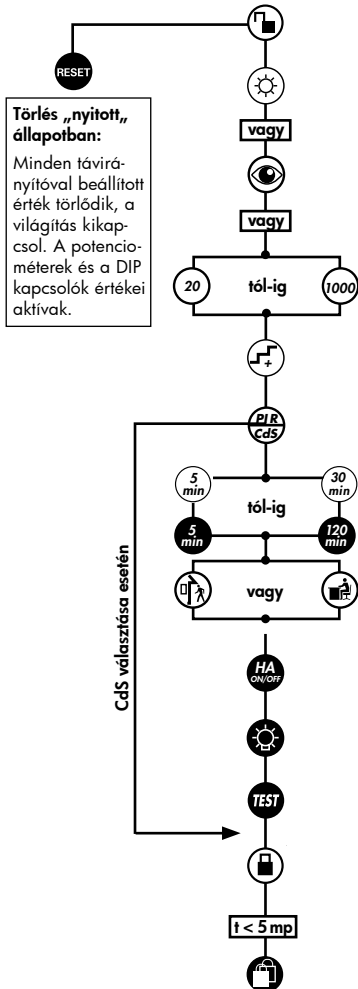 RESET
Törlés „nyitott„
állapotban:
Minden távirá-
nyítóval beállított
érték törlődik, a
világítás kikap-
csol. A potencio-
méterek és a DIP
kapcsolók értékei
aktívak.
vagy
vagy
20 tól-ig 1000
+
PIR
CdS
5
min
30
min
tól-ig
5
min
120
min
vagy
CdS választása esetén
HA
ON/OFF
TEST
t < 5 mp